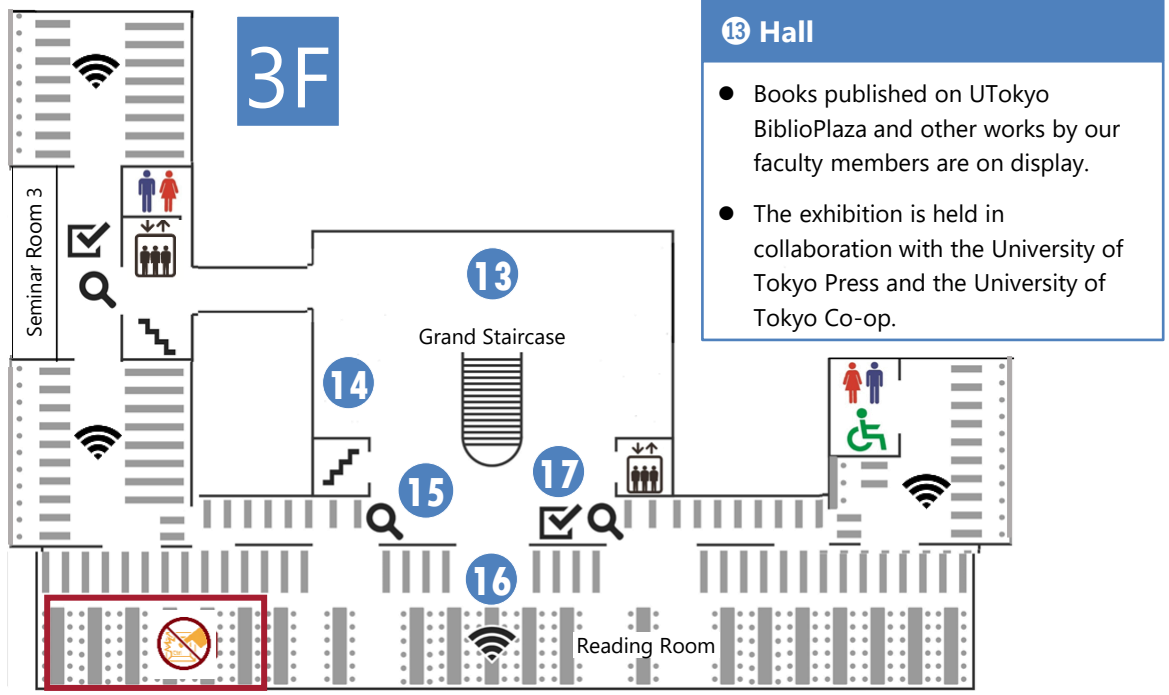 3F
⓭ Hall
● Books published on UTokyo
BiblioPlaza and other works by our
faculty members are on display.
● The exhibition is held in
collaboration with the University of
Tokyo Press and the University of
Tokyo Co-op.
Seminar Room 3
13
Grand Staircase
14
15
17
16
Reading Room